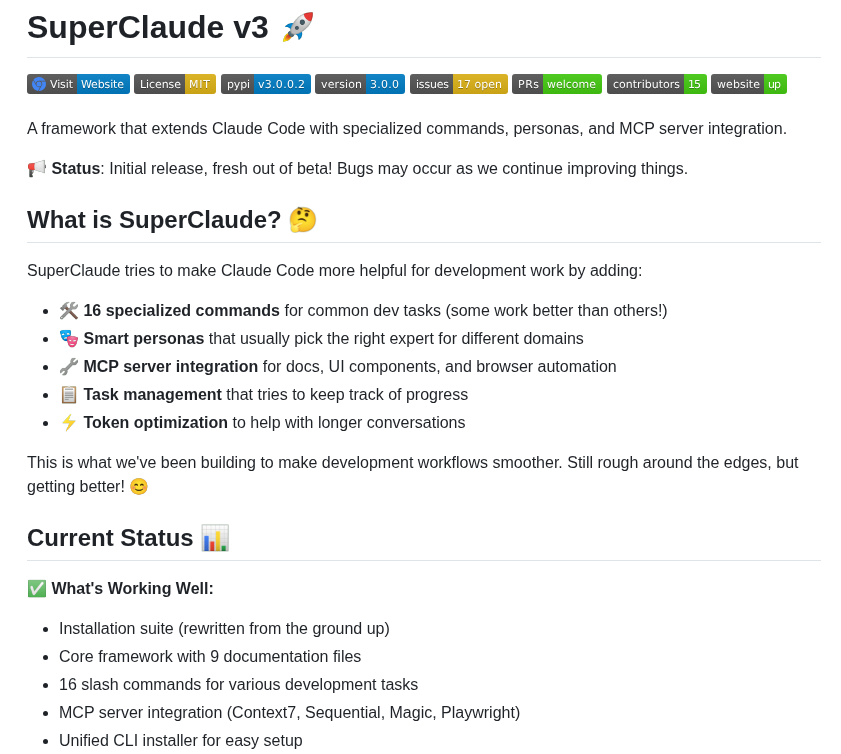 SuperClaude v3 🚀
Visit Website License MIT pypi v3.0.0.2 version 3.0.0 issues 17 open PRs welcome contributors 15 website up
A framework that extends Claude Code with specialized commands, personas, and MCP server integration.
📢 Status: Initial release, fresh out of beta! Bugs may occur as we continue improving things.
What is SuperClaude? 🤔
SuperClaude tries to make Claude Code more helpful for development work by adding:
• 🛠️ 16 specialized commands for common dev tasks (some work better than others!)
• 🎭 Smart personas that usually pick the right expert for different domains
• 🔧 MCP server integration for docs, UI components, and browser automation
• 📋 Task management that tries to keep track of progress
• ⚡ Token optimization to help with longer conversations
This is what we've been building to make development workflows smoother. Still rough around the edges, but
getting better! 😊
Current Status 📊
✅ What's Working Well:
• Installation suite (rewritten from the ground up)
• Core framework with 9 documentation files
• 16 slash commands for various development tasks
• MCP server integration (Context7, Sequential, Magic, Playwright)
• Unified CLI installer for easy setup